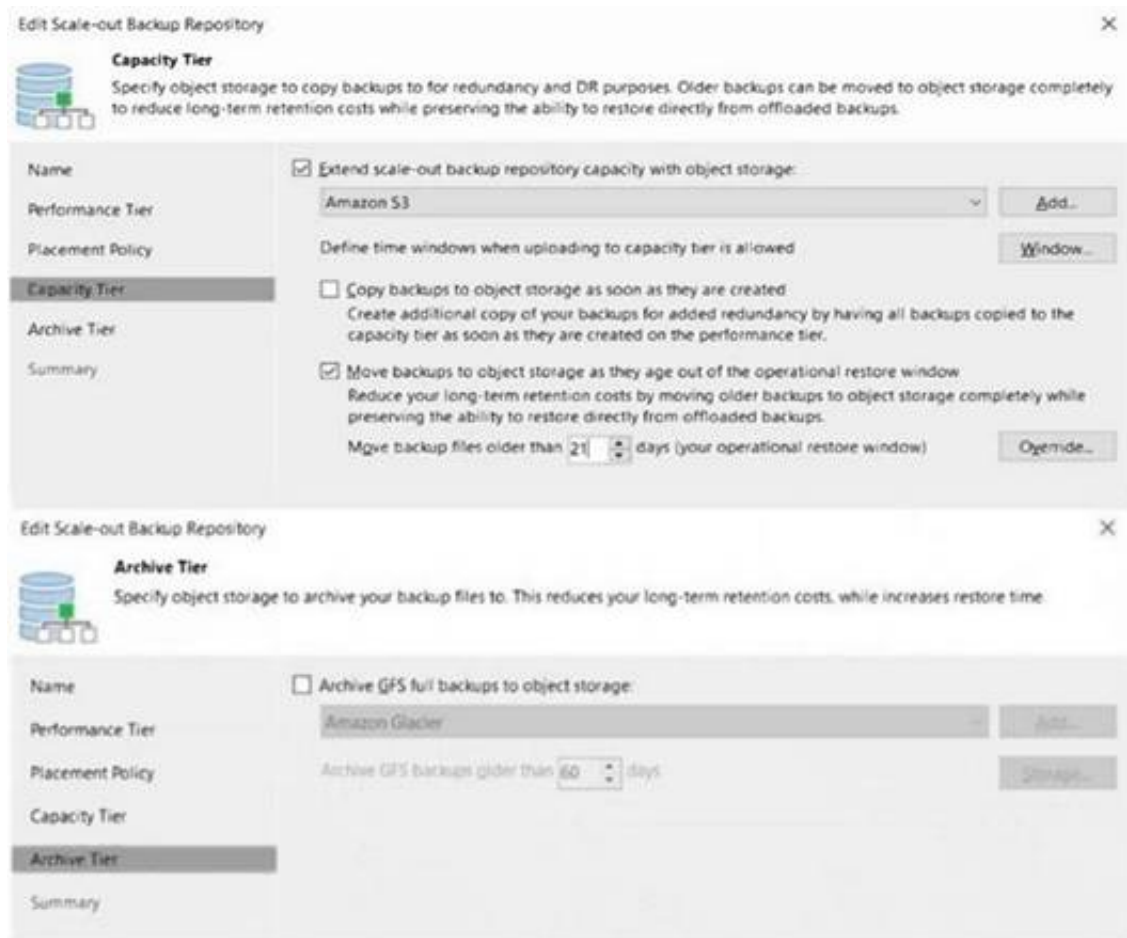 Edit Scale-out Backup Repository
Capacity Tier
Specify object storage to copy backups to for redundancy and DR purposes. Older backups can be moved to object storage completely
to reduce long-term retention costs while preserving the ability to restore directly from offloaded backups.
Name
Performance Tier
Placement Policy
Capacity Tier
Archive Tier
Summary
Extend scale-out backup repository capacity with object storage:
Amazon S3
Add...
Define time windows when uploading to capacity tier is allowed
Window...
Copy backups to object storage as soon as they are created
Create additional copy of your backups for added redundancy by having all backups copied to the
capacity tier as soon as they are created on the performance tier.
Move backups to object storage as they age out of the operational restore window
Reduce your long-term retention costs by moving older backups to object storage completely while
preserving the ability to restore directly from offloaded backups.
Move backup files older than 21 days (your operational restore window)
Override...
Edit Scale-out Backup Repository
Archive Tier
Specify object storage to archive your backup files to. This reduces your long-term retention costs, while increases restore time
Name
Performance Tier
Placement Policy
Capacity Tier
Archive Tier
Summary
Archive GFS full backups to object storage:
Amazon Glacier
Add...
Archive GFS backups older than 60 days
Storage...